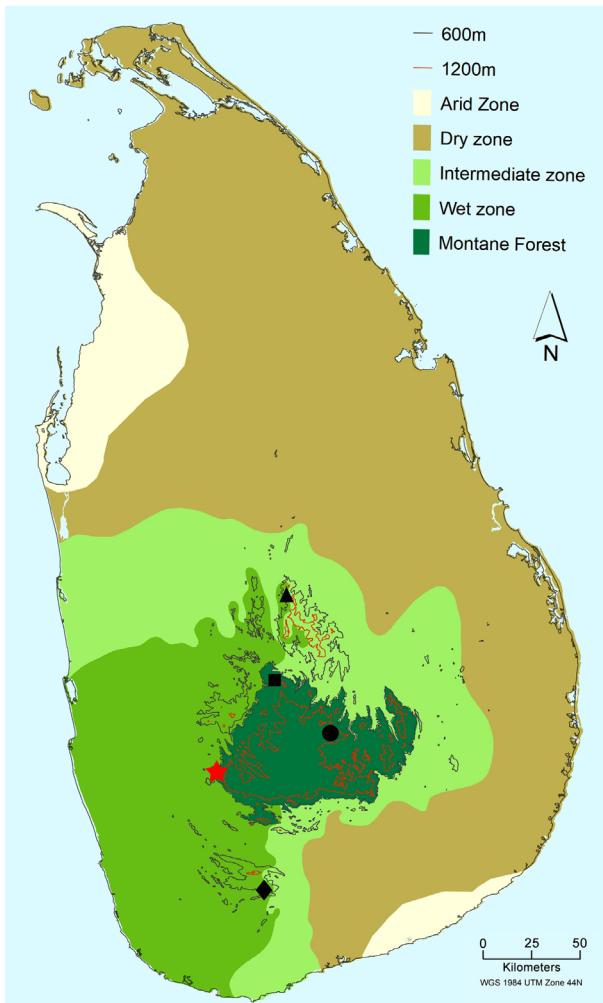 600m
1200m
Arid Zone
Dry zone
Intermediate zone
Wet zone
Montane Forest
N
0 25 50
Kilometers
WGS 1984 UTM Zone 44N